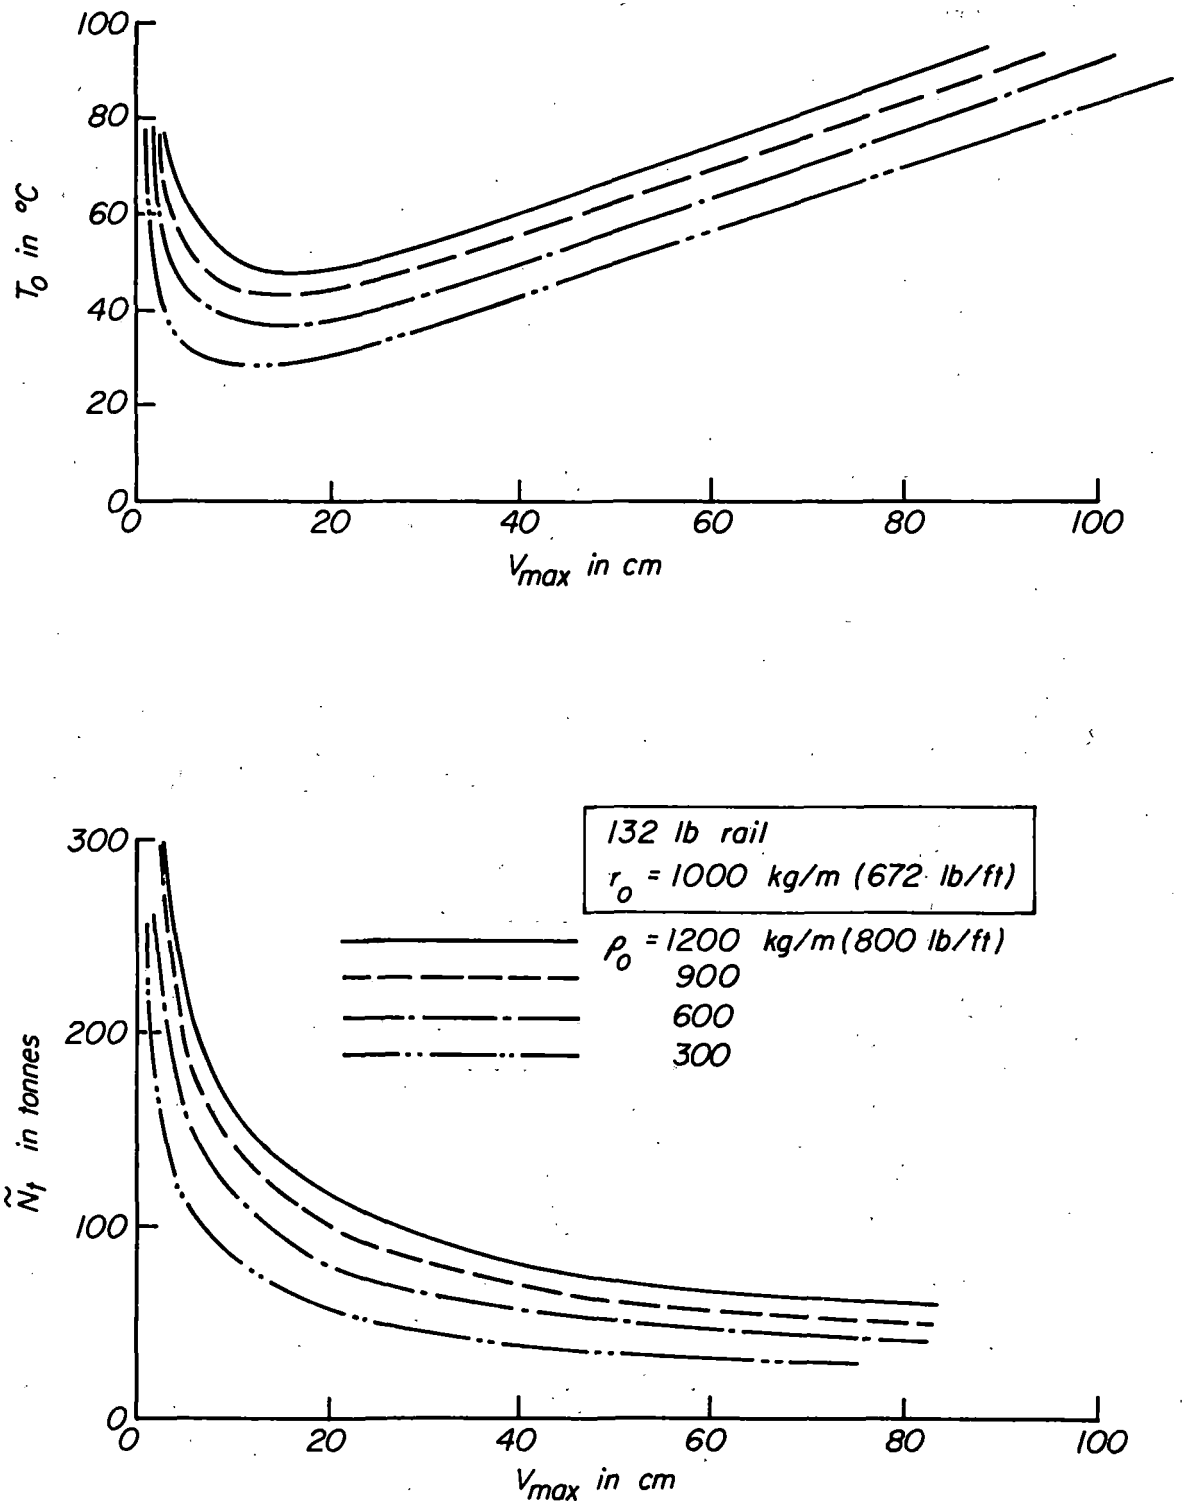 100
80
60
40
20
0
T₀ in °C
0 20 40 60 80 100
Vmax in cm
300
200
100
0
Ñt in tonnes
132 lb rail
r₀ = 1000 kg/m (672 lb/ft)
ρ₀ = 1200 kg/m (800 lb/ft)
900
600
300
0 20 40 60 80 100
Vmax in cm